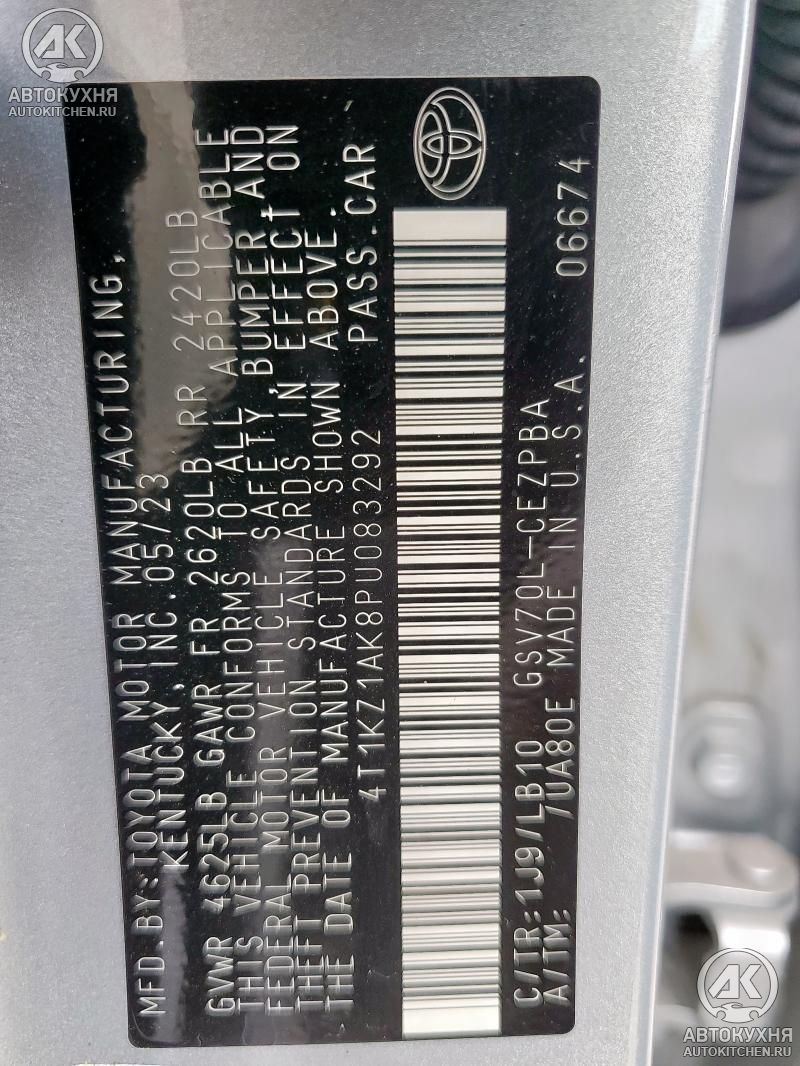 АВТОКУХНЯ
AUTOKITCHEN.RU
MFD.BY:TOYOTA MOTOR MANUFACTURING,
KENTUCKY, INC.05/23
GVWR 4625LB GAWR FR 2620LB RR 2420LB
THIS VEHICLE CONFORMS TO ALL APPLICABLE
FEDERAL MOTOR VEHICLE SAFETY,BUMPER AND
THEFT PREVENTION STANDARDS IN EFFECT ON
THE DATE OF MANUFACTURE SHOWN ABOVE.
4T1KZ1AK8PU083292 PASS.CAR
C/TR:1J9/LB10 GSV70L-CEZPBA 06674
A/TM: /UA80E MADE IN U.S.A.
АВТОКУХНЯ
AUTOKITCHEN.RU